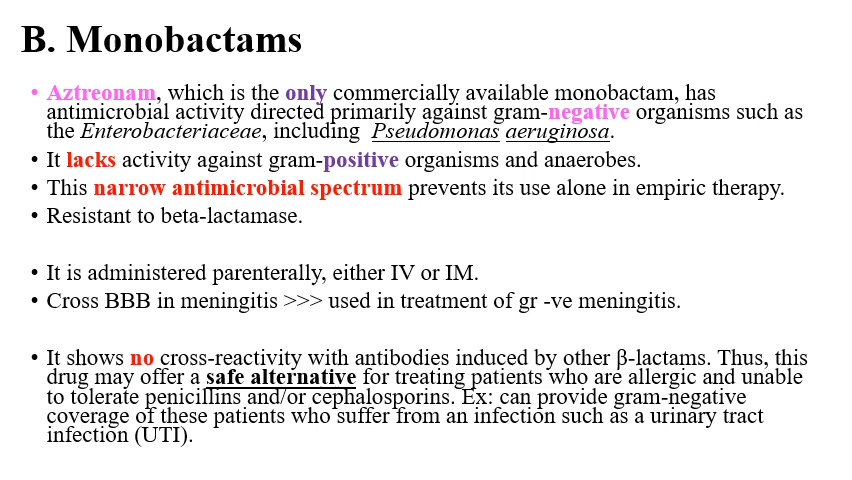 B. Monobactams
• Aztreonam, which is the only commercially available monobactam, has
antimicrobial activity directed primarily against gram-negative organisms such as
the Enterobacteriaceae, including Pseudomonas aeruginosa.
• It lacks activity against gram-positive organisms and anaerobes.
• This narrow antimicrobial spectrum prevents its use alone in empiric therapy.
• Resistant to beta-lactamase.
• It is administered parenterally, either IV or IM.
• Cross BBB in meningitis >>> used in treatment of gr -ve meningitis.
• It shows no cross-reactivity with antibodies induced by other β-lactams. Thus, this
drug may offer a safe alternative for treating patients who are allergic and unable
to tolerate penicillins and/or cephalosporins. Ex: can provide gram-negative
coverage of these patients who suffer from an infection such as a urinary tract
infection (UTI).